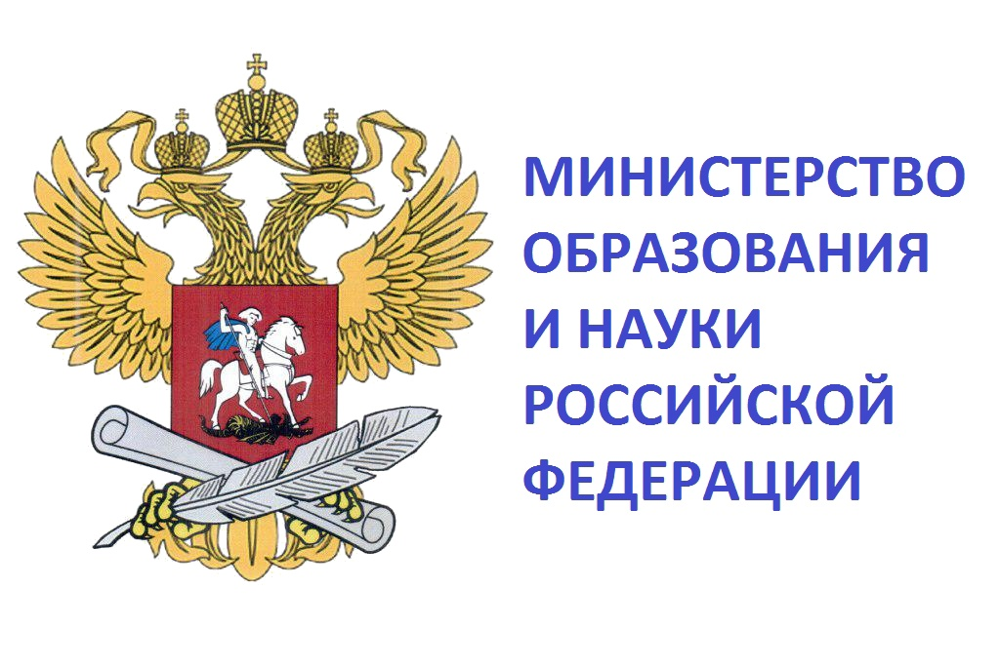 МИНИСТЕРСТВО
ОБРАЗОВАНИЯ
И НАУКИ
РОССИЙСКОЙ
ФЕДЕРАЦИИ